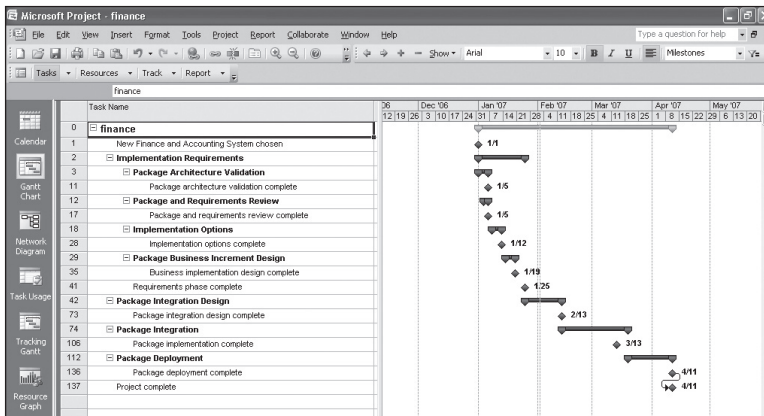 Microsoft Project - finance
File Edit View Insert Format Tools Project Report Collaborate Window Help
Type a question for help
Show Arial 10 B I U Milestones
Tasks Resources Track Report
finance
Task Name
Dec '06 Jan '07 Feb '07 Mar '07 Apr '07 May '07
12 19 26 3 10 17 24 31 7 14 21 28 4 11 18 25 4 11 18 25 1 8 15 22 29 6 13 20
0 finance
1 New Finance and Accounting System chosen 1/1
2 Implementation Requirements
3 Package Architecture Validation
11 Package architecture validation complete 1/5
12 Package and Requirements Review
17 Package and requirements review complete 1/5
18 Implementation Options
28 Implementation options complete 1/12
29 Package Business Increment Design
35 Business implementation design complete 1/19
41 Requirements phase complete 1/25
42 Package Integration Design
73 Package integration design complete 2/13
74 Package Integration
106 Package implementation complete 3/13
112 Package Deployment
136 Package deployment complete 4/11
137 Project complete 4/11
Calendar
Gantt
Chart
Network
Diagram
Task Usage
Tracking
Gantt
Resource
Graph